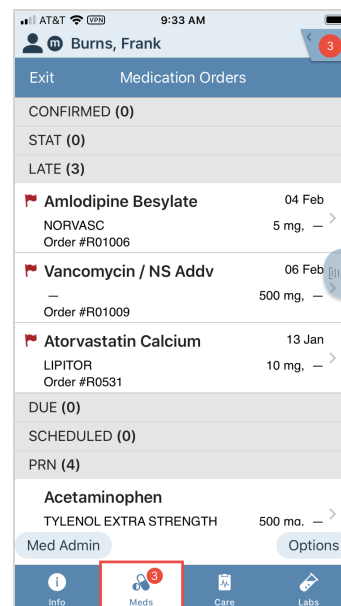 AT&T VPN 9:33 AM
m Burns, Frank 3
Exit Medication Orders
CONFIRMED (0)
STAT (0)
LATE (3)
Amlodipine Besylate 04 Feb
NORVASC 5 mg, —
Order #R01006
Vancomycin / NS Addv 06 Feb
— 500 mg, —
Order #R01009
Atorvastatin Calcium 13 Jan
LIPITOR 10 mg, —
Order #R0531
DUE (0)
SCHEDULED (0)
PRN (4)
Acetaminophen
TYLENOL EXTRA STRENGTH 500 mg, —
Med Admin Options
3
Info Meds Care Labs